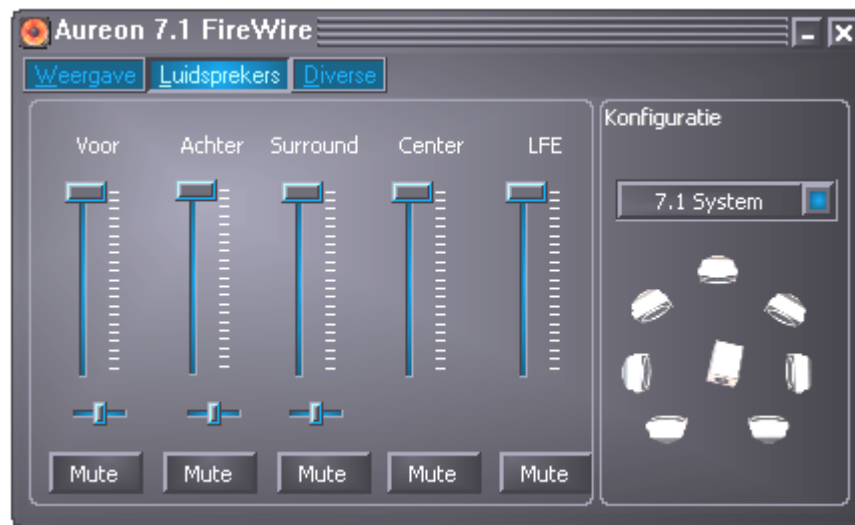 Aureon 7.1 FireWire
Weergave Luidsprekers Diverse
Konfiguratie
Voor Achter Surround Center LFE
7.1 System
Mute Mute Mute Mute Mute